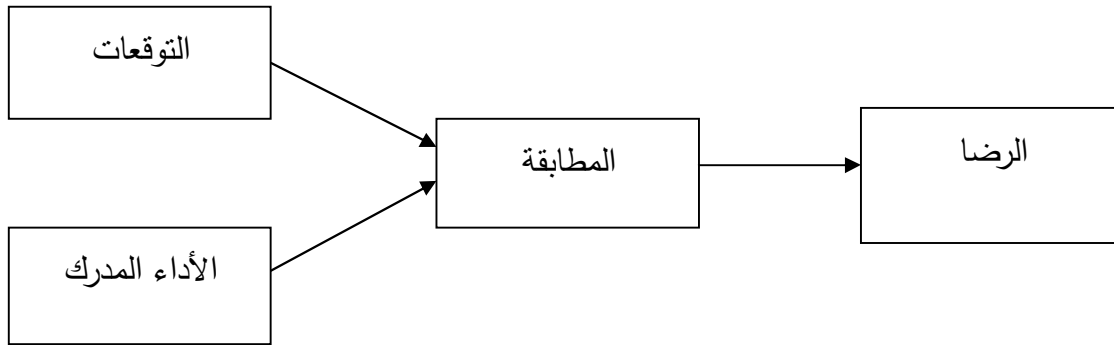 التوقعات
المطابقة
الرضا
الأداء المدرك